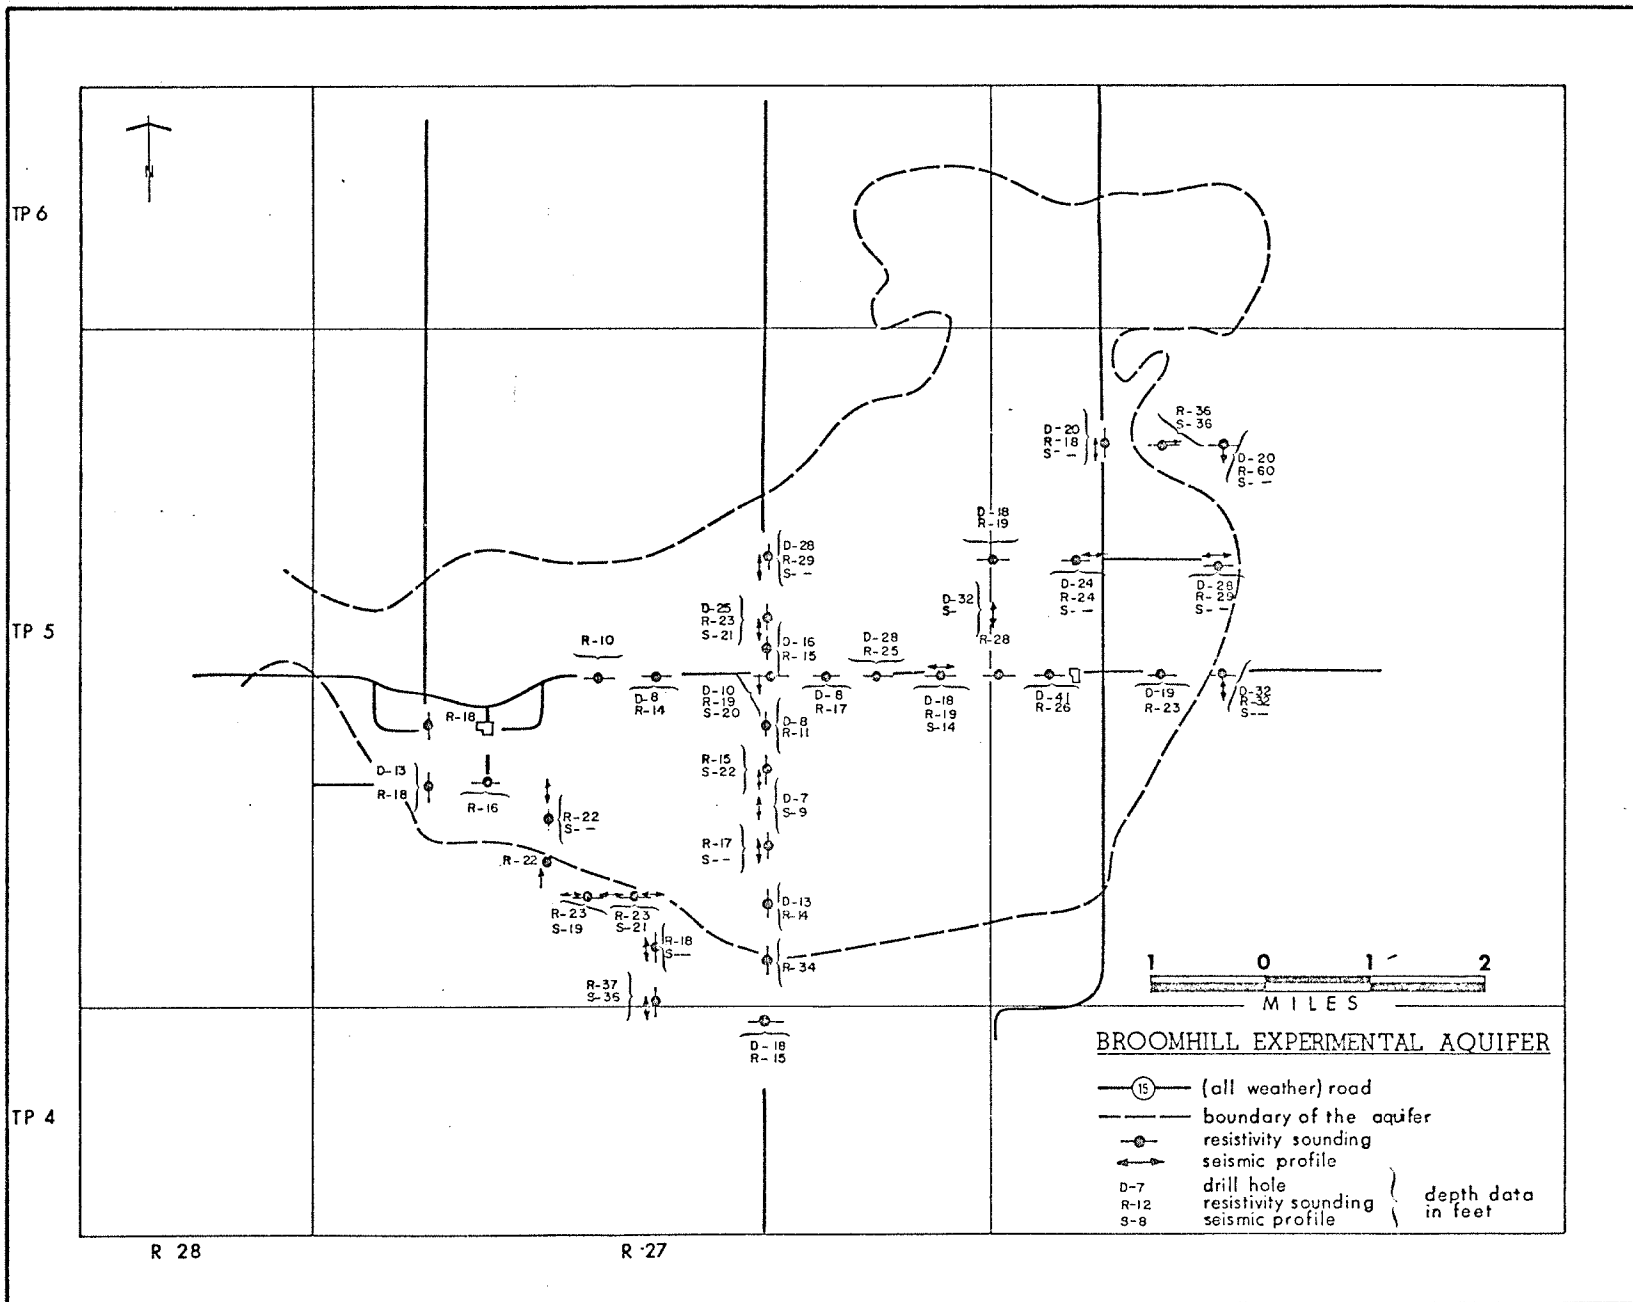 N
TP 6
R-36
S-36
D-20
R-18
S- —
D-20
R-60
S- —
D-18
R-19
D-28
R-29
S- —
D-24
R-24
S- —
D-28
R-29
S- —
D-32
S-
D-25
R-23
S-21
TP 5
D-16
R-15
R-28
D-28
R-25
R-10
D-8
R-14
D-10
R-19
S-20
D-8
R-17
D-18
R-19
S-14
D-41
R-26
D-19
R-23
D-32
R-32
S- —
R-18
D-8
R-11
R-15
S-22
D-13
R-18
R-16
D-7
S-9
R-22
S- —
R-17
S- —
R-22
R-23
S-19
R-23
S-21
D-13
R-14
R-18
S- —
R-34
R-37
S-36
1 0 1 2
MILES
D-18
R-15
BROOMHILL EXPERIMENTAL AQUIFER
15 (all weather) road
boundary of the aquifer
resistivity sounding
seismic profile
D-7 drill hole
R-12 resistivity sounding
S-8 seismic profile
depth data
in feet
TP 4
R 28
R 27